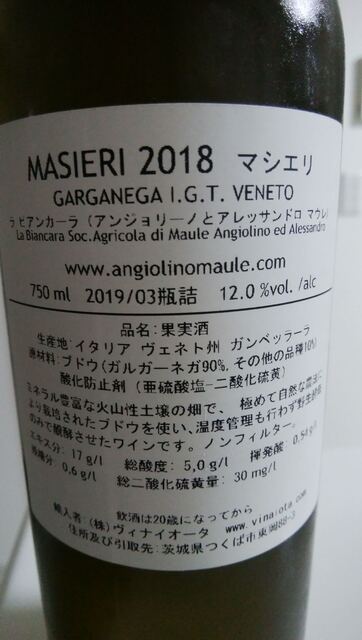 MASIERI 2018 マシエリ
GARGANEGA I.G.T. VENETO
ラ ビアンカーラ (アンジョリーノとアレッサンドロ マウレ)
La Biancara Soc.Agricola di Maule Angiolino ed Alessandro
www.angiolinomaule.com
750 ml 2019/03瓶詰 12.0 %vol. /alc
品名: 果実酒
生産地: イタリア ヴェネト州 ガンベッラーラ
原材料: ブドウ (ガルガーネガ90%, その他の品種10%)
酸化防止剤 (亜硫酸塩=二酸化硫黄)
ミネラル豊富な火山性土壌の畑で、極めて自然な農法に
より栽培されたブドウを使い、温度管理も行わず野生酵母
のみで醗酵させたワインです。ノンフィルター。
エキス分: 17 g/l 総酸度: 5,0 g/l 揮発酸: 0.54 g/l
残糖分: 0,6 g/l 総二酸化硫黄量: 30 mg/l
飲酒は20歳になってから
輸入者: (株) ヴィナイオータ www.vinaiota.com
住所及び引取先: 茨城県つくば市東岡88-3